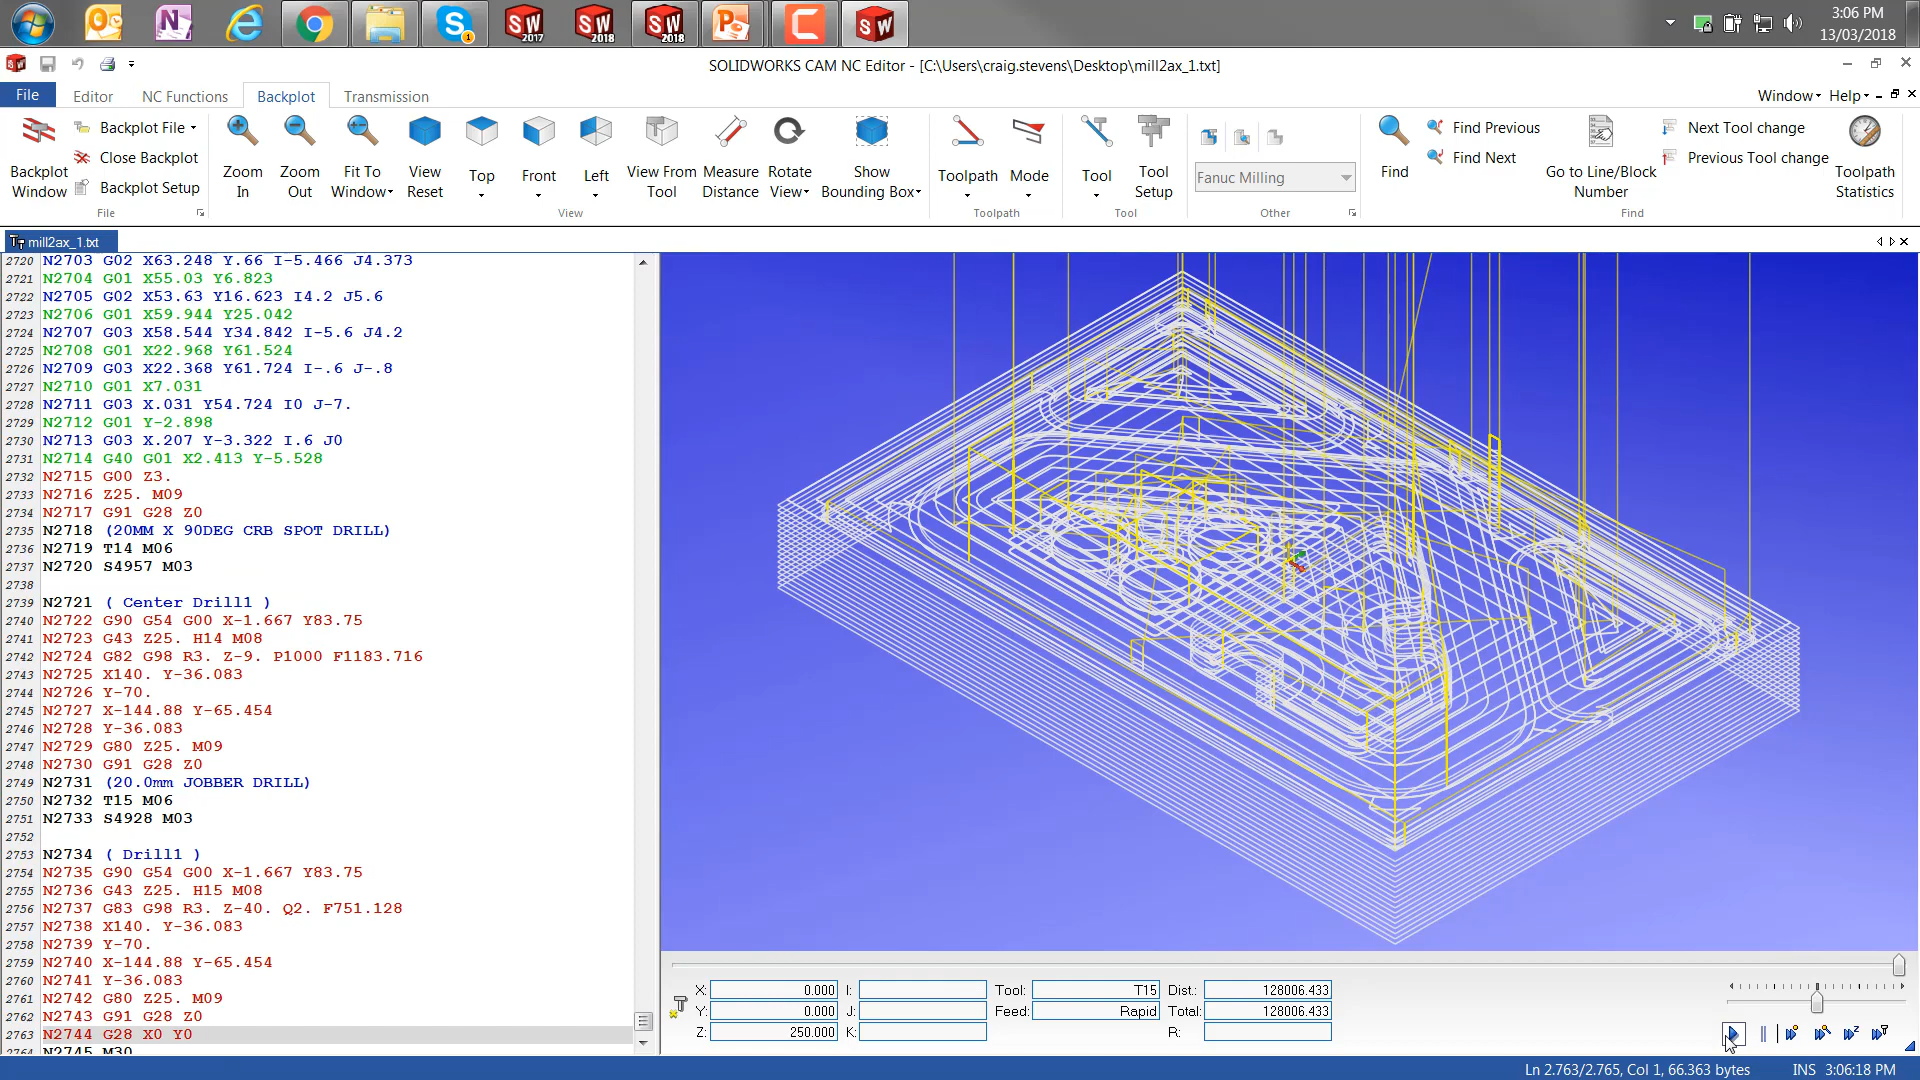 3:06 PM
13/03/2018
SW 2017
SW 2018
SW 2018
SOLIDWORKS CAM NC Editor - [C:\Users\craig.stevens\Desktop\mill2ax_1.txt]
File Editor NC Functions Backplot Transmission Window Help
Backplot Window
Backplot File
Close Backplot
Backplot Setup
File
Zoom In
Zoom Out
Fit To Window
View Reset
Top
Front
Left
View From Tool
Measure Distance
Rotate View
Show Bounding Box
View
Toolpath
Mode
Toolpath
Tool
Tool Setup
Tool
Fanuc Milling
Other
Find
Find Previous
Find Next
Go to Line/Block Number
Next Tool change
Previous Tool change
Toolpath Statistics
Find
mill2ax_1.txt
2720 N2703 G02 X63.248 Y.66 I-5.466 J4.373
2721 N2704 G01 X55.03 Y6.823
2722 N2705 G02 X53.63 Y16.623 I4.2 J5.6
2723 N2706 G01 X59.944 Y25.042
2724 N2707 G03 X58.544 Y34.842 I-5.6 J4.2
2725 N2708 G01 X22.968 Y61.524
2726 N2709 G03 X22.368 Y61.724 I-.6 J-.8
2727 N2710 G01 X7.031
2728 N2711 G03 X.031 Y54.724 I0 J-7.
2729 N2712 G01 Y-2.898
2730 N2713 G03 X.207 Y-3.322 I.6 J0
2731 N2714 G40 G01 X2.413 Y-5.528
2732 N2715 G00 Z3.
2733 N2716 Z25. M09
2734 N2717 G91 G28 Z0
2735 N2718 (20MM X 90DEG CRB SPOT DRILL)
2736 N2719 T14 M06
2737 N2720 S4957 M03
2738
2739 N2721 ( Center Drill1 )
2740 N2722 G90 G54 G00 X-1.667 Y83.75
2741 N2723 G43 Z25. H14 M08
2742 N2724 G82 G98 R3. Z-9. P1000 F1183.716
2743 N2725 X140. Y-36.083
2744 N2726 Y-70.
2745 N2727 X-144.88 Y-65.454
2746 N2728 Y-36.083
2747 N2729 G80 Z25. M09
2748 N2730 G91 G28 Z0
2749 N2731 (20.0mm JOBBER DRILL)
2750 N2732 T15 M06
2751 N2733 S4928 M03
2752
2753 N2734 ( Drill1 )
2754 N2735 G90 G54 G00 X-1.667 Y83.75
2755 N2736 G43 Z25. H15 M08
2756 N2737 G83 G98 R3. Z-40. Q2. F751.128
2757 N2738 X140. Y-36.083
2758 N2739 Y-70.
2759 N2740 X-144.88 Y-65.454
2760 N2741 Y-36.083
2761 N2742 G80 Z25. M09
2762 N2743 G91 G28 Z0
2763 N2744 G28 X0 Y0
2764 N2745 M30
X: 0.000 I: Tool: T15 Dist.: 128006.433
Y: 0.000 J: Feed: Rapid Total: 128006.433
Z: 250.000 K: R:
Ln 2.763/2.765, Col 1, 66.363 bytes INS 3:06:18 PM